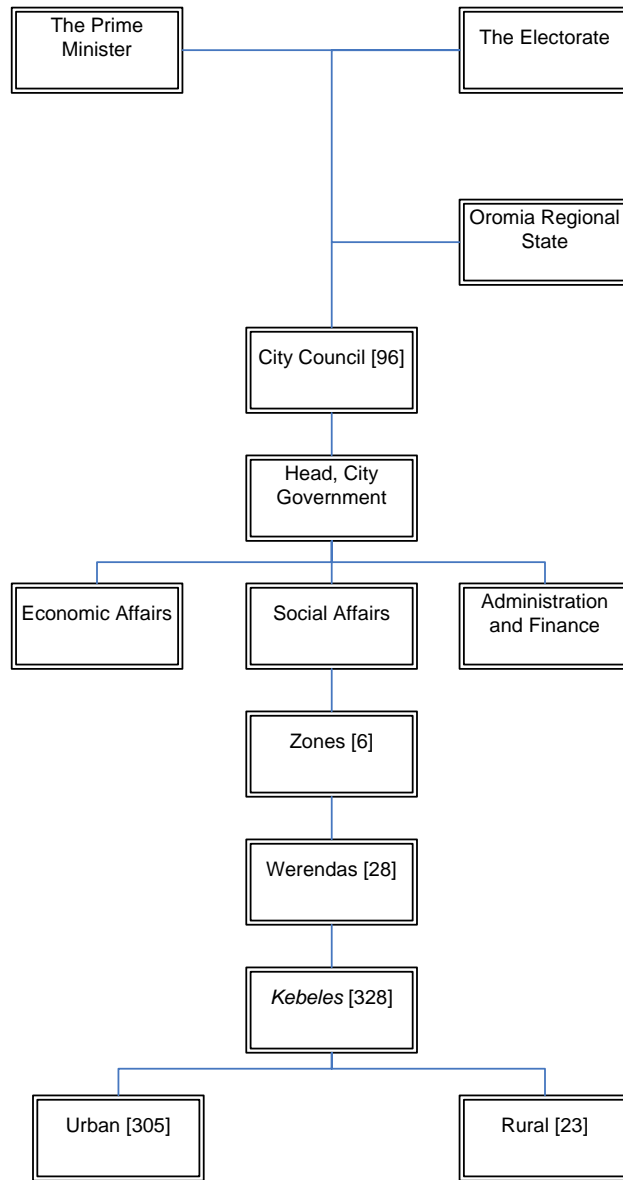 The Prime
Minister
The Electorate
Oromia Regional
State
City Council [96]
Head, City
Government
Economic Affairs
Social Affairs
Administration
and Finance
Zones [6]
Werendas [28]
Kebeles [328]
Urban [305]
Rural [23]